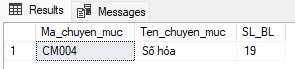 Results Messages
Ma_chuyen_muc Ten_chuyen_muc SL_BL
1 CM004 Số hóa 19